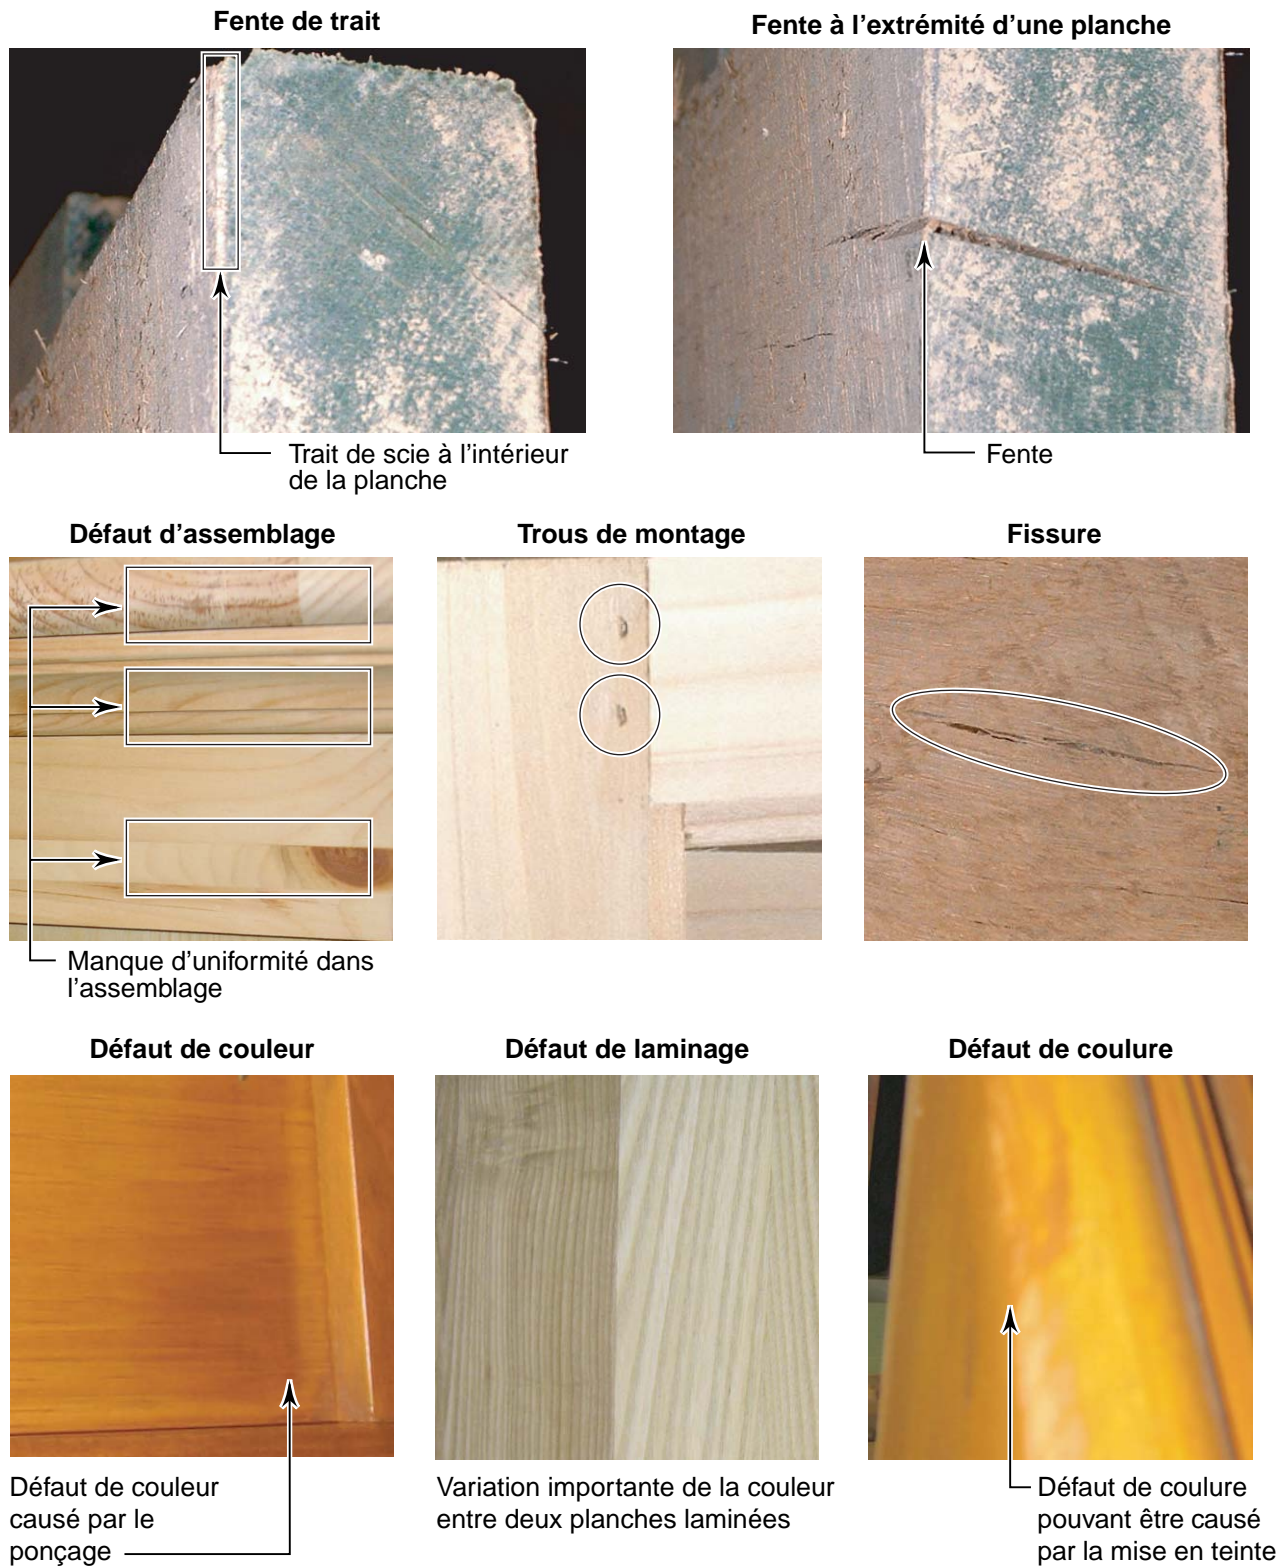 Fente de trait
Fente à l’extrémité d’une planche
Trait de scie à l’intérieur
de la planche
Fente
Défaut d’assemblage
Trous de montage
Fissure
Manque d’uniformité dans
l’assemblage
Défaut de couleur
Défaut de laminage
Défaut de coulure
Défaut de couleur
causé par le
ponçage
Variation importante de la couleur
entre deux planches laminées
Défaut de coulure
pouvant être causé
par la mise en teinte